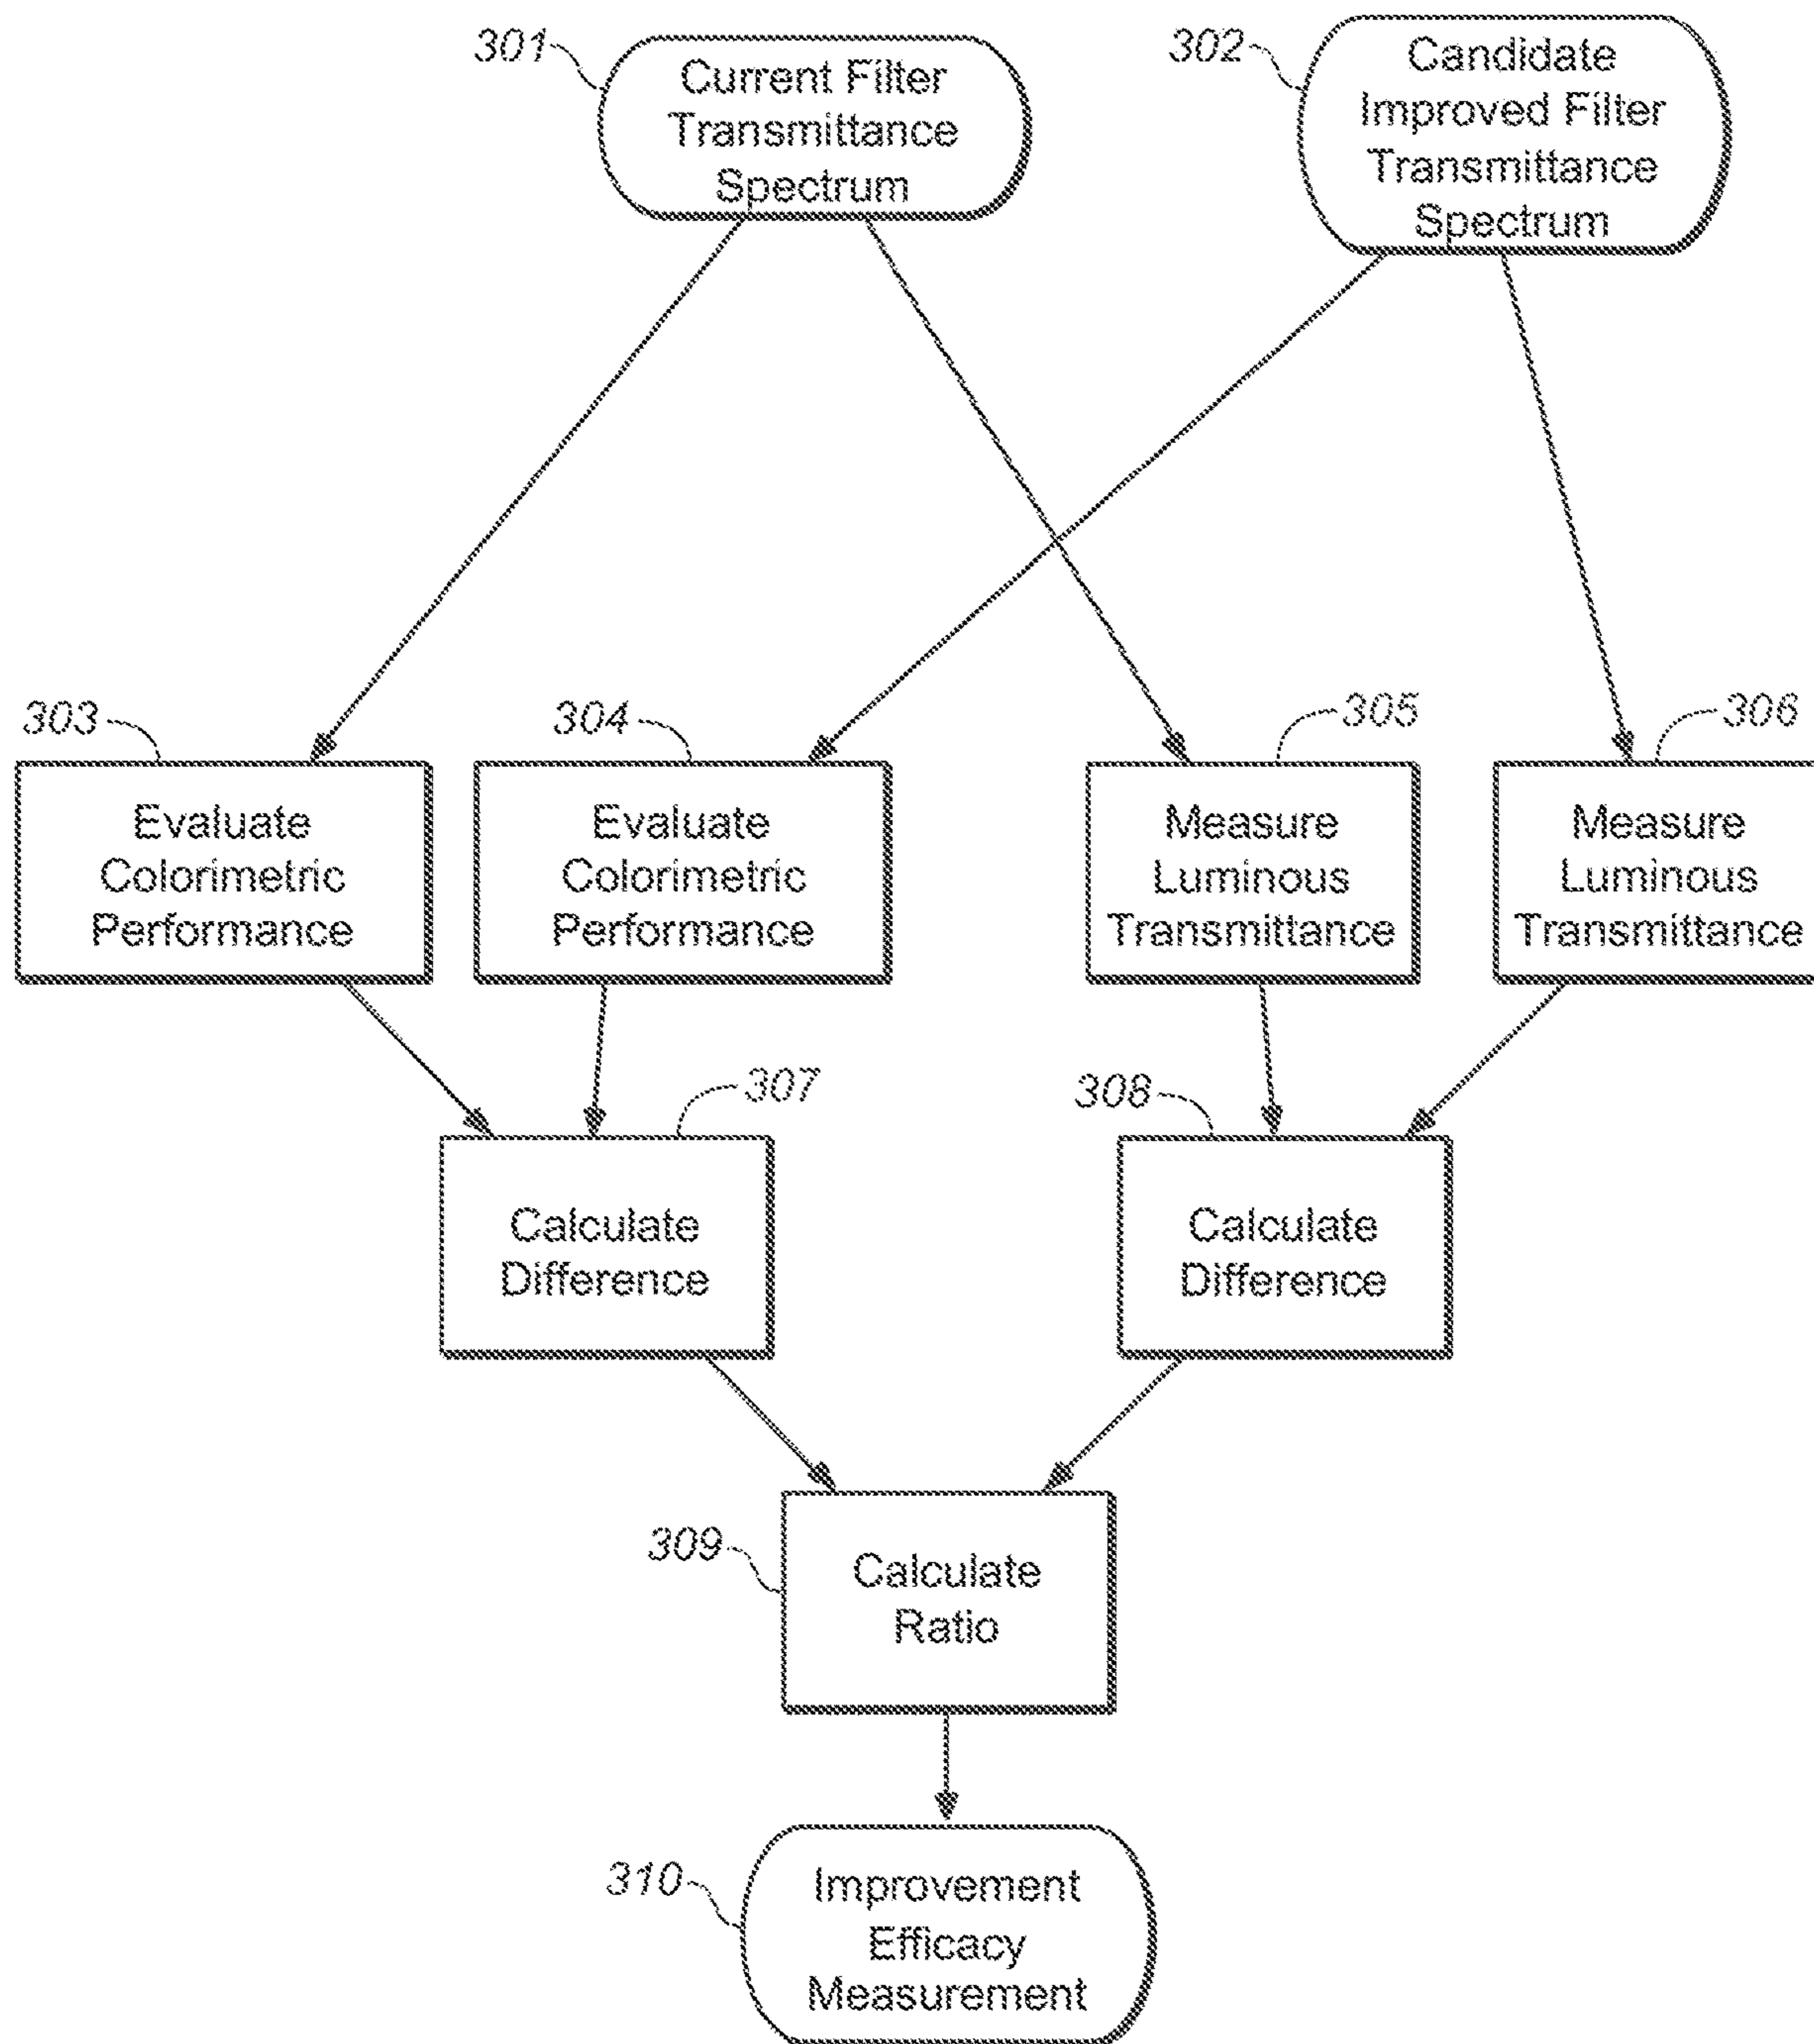 301
Current Filter
Transmittance
Spectrum
302
Candidate
Improved Filter
Transmittance
Spectrum
303
Evaluate
Colorimetric
Performance
304
Evaluate
Colorimetric
Performance
305
Measure
Luminous
Transmittance
306
Measure
Luminous
Transmittance
307
Calculate
Difference
308
Calculate
Difference
309
Calculate
Ratio
310
Improvement
Efficacy
Measurement